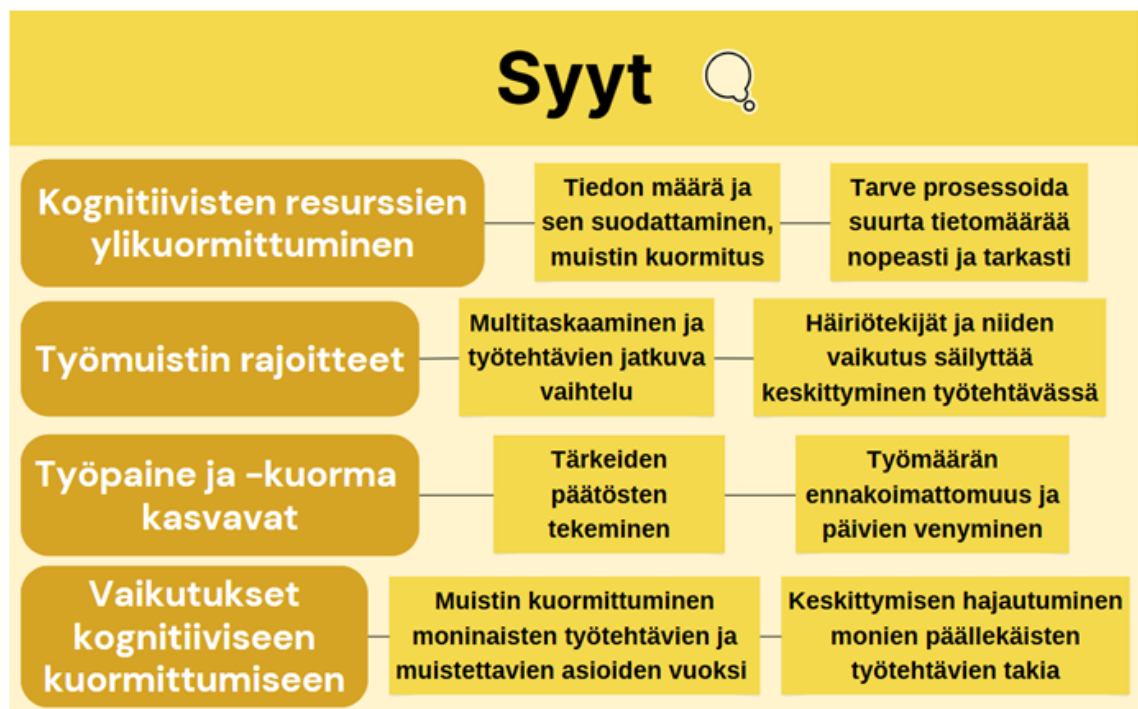 Syyt
Kognitiivisten resurssien
ylikuormittuminen
Tiedon määrä ja
sen suodattaminen,
muistin kuormitus
Tarve prosessoida
suurta tietomäärää
nopeasti ja tarkasti
Työmuistin rajoitteet
Multitaskaaminen ja
työtehtävien jatkuva
vaihtelu
Häiriötekijät ja niiden
vaikutus säilyttää
keskittyminen työtehtävässä
Työpaine ja -kuorma
kasvavat
Tärkeiden
päätösten
tekeminen
Työmäärän
ennakoimattomuus ja
päivien venyminen
Vaikutukset
kognitiiviseen
kuormittumiseen
Muistin kuormittuminen
moninaisten työtehtävien ja
muistettavien asioiden vuoksi
Keskittymisen hajautuminen
monien päällekäisten
työtehtävien takia